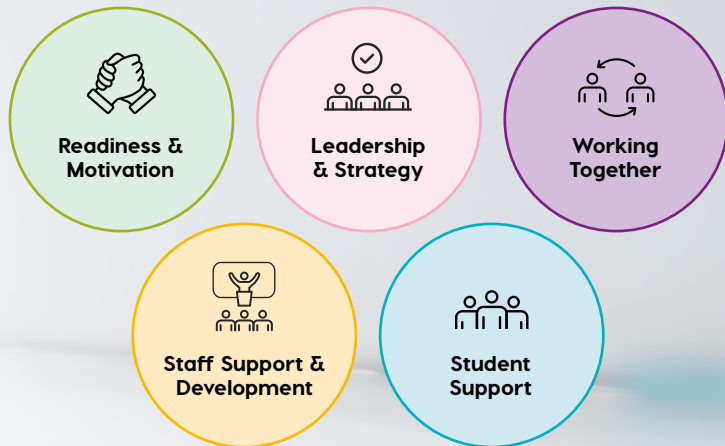 Readiness &
Motivation
Leadership
& Strategy
Working
Together
Staff Support &
Development
Student
Support